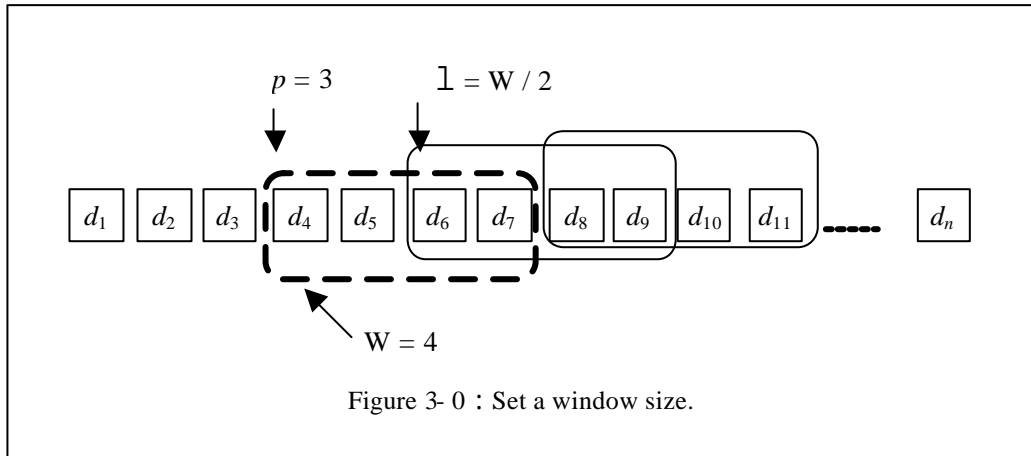 p = 3
l = W / 2
d1 d2 d3 d4 d5 d6 d7 d8 d9 d10 d11 dn
W = 4
Figure 3- 0：Set a window size.